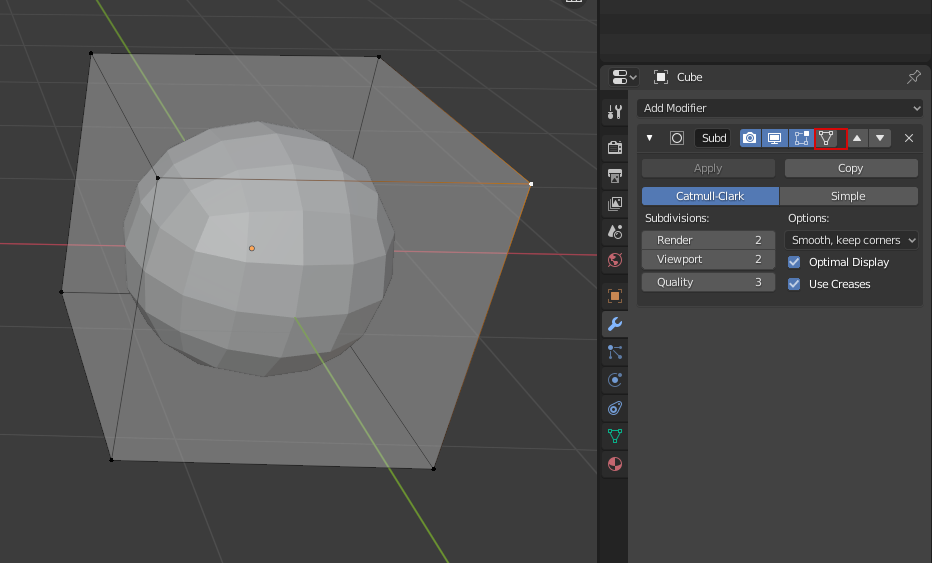 Cube
Add Modifier
Subd
Apply Copy
Catmull-Clark Simple
Subdivisions: Options:
Render 2 Smooth, keep corners
Viewport 2 Optimal Display
Quality 3 Use Creases